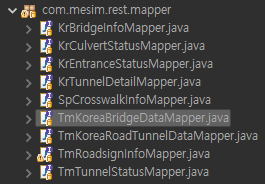 com.mesim.rest.mapper
KrBridgeInfoMapper.java
KrCulvertStatusMapper.java
KrEntranceStatusMapper.java
KrTunnelDetailMapper.java
SpCrosswalkInfoMapper.java
TmKoreaBridgeDataMapper.java
TmKoreaRoadTunnelDataMapper.java
TmRoadsignInfoMapper.java
TmTunnelStatusMapper.java